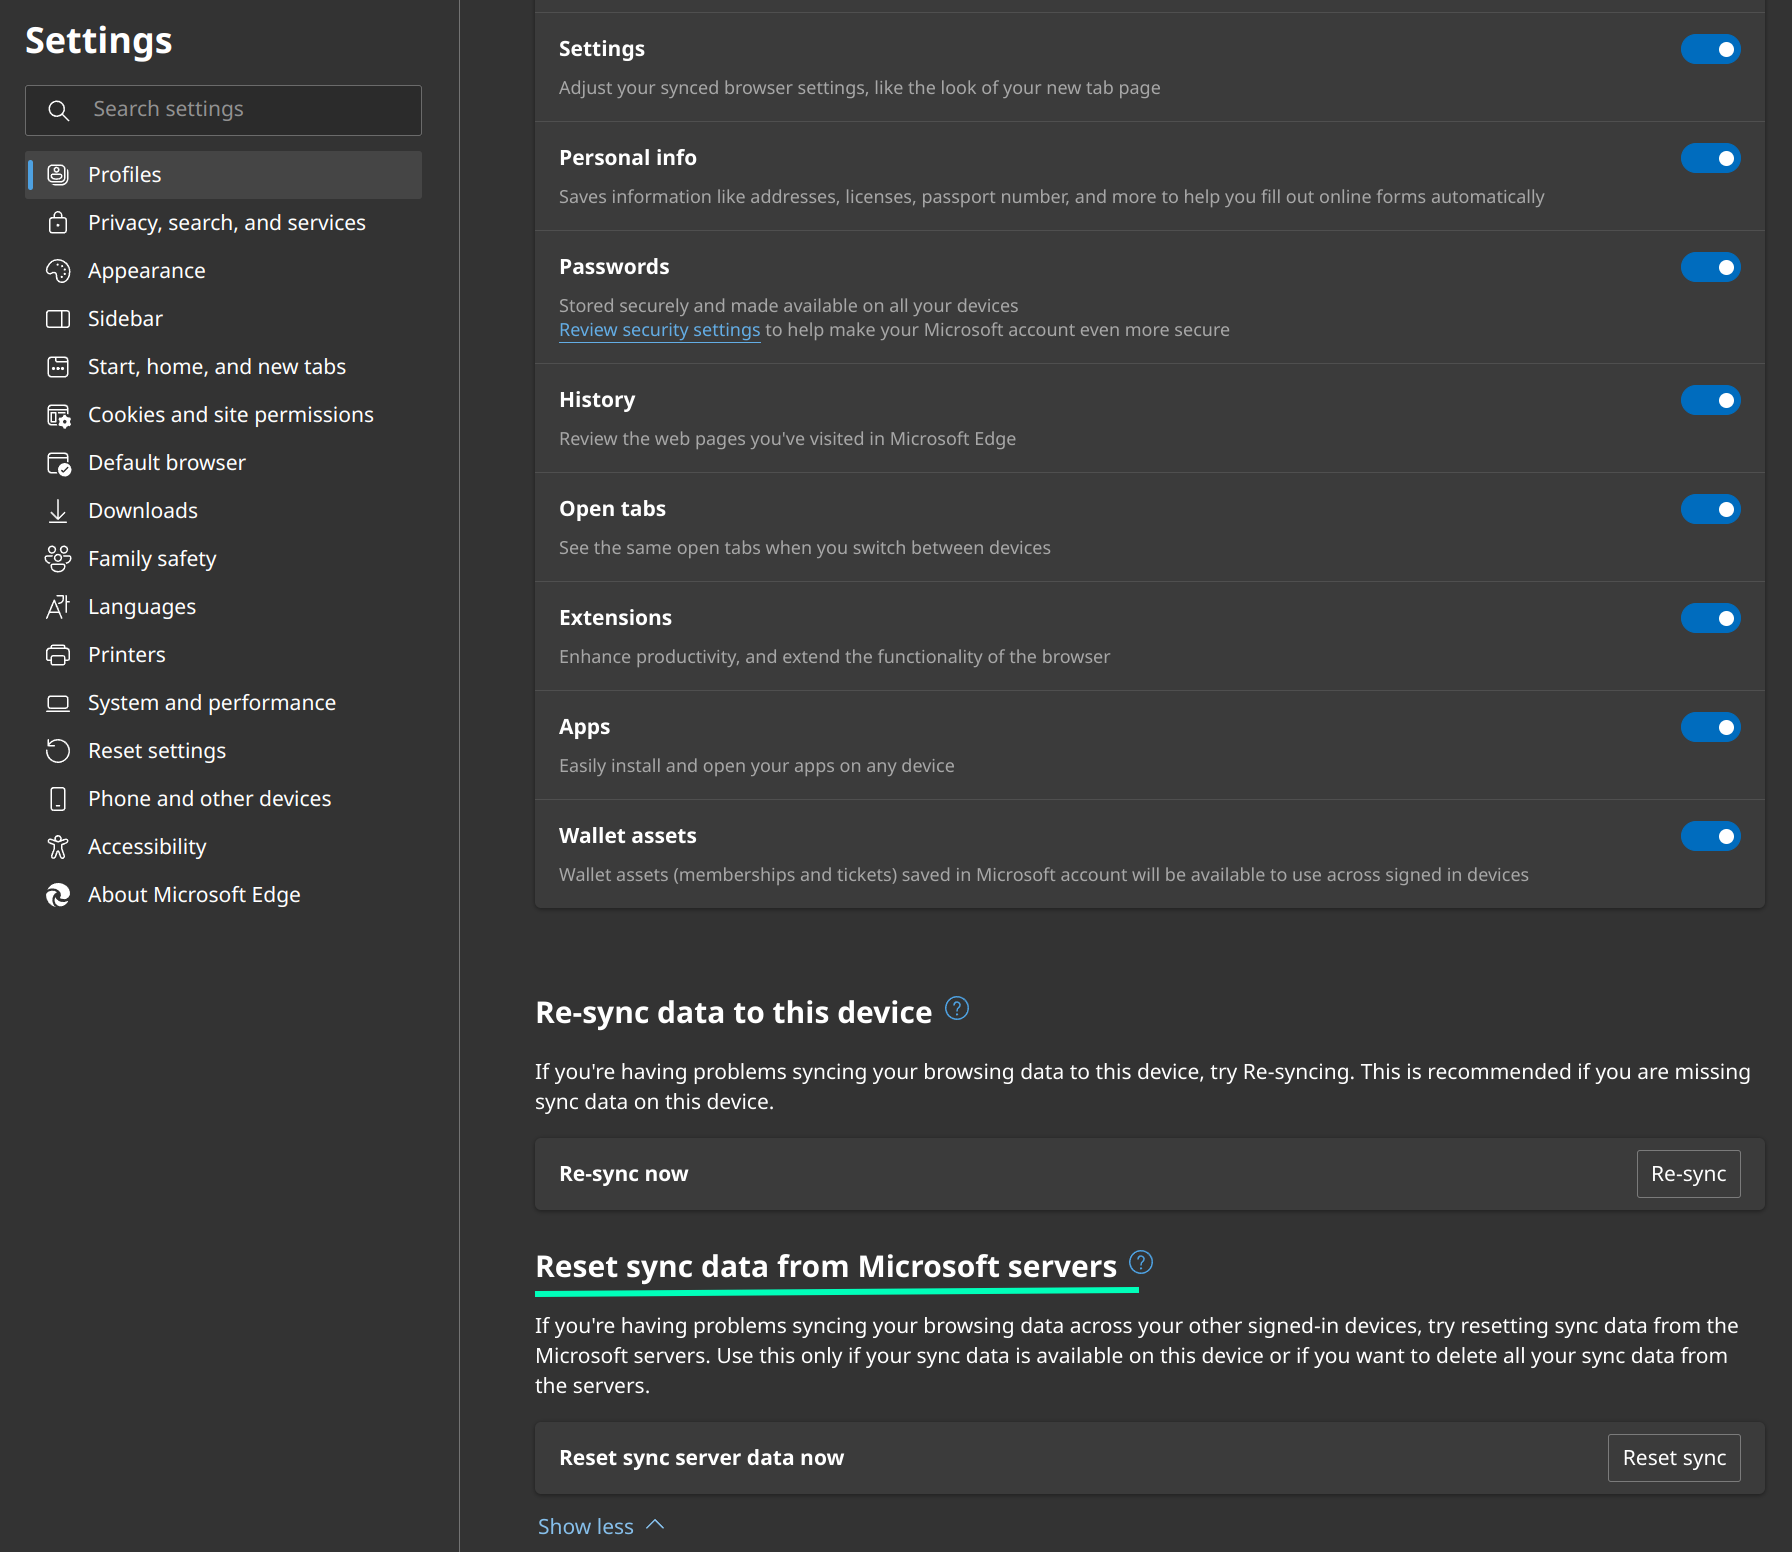 Settings
Search settings
Profiles
Privacy, search, and services
Appearance
Sidebar
Start, home, and new tabs
Cookies and site permissions
Default browser
Downloads
Family safety
Languages
Printers
System and performance
Reset settings
Phone and other devices
Accessibility
About Microsoft Edge
Settings
Adjust your synced browser settings, like the look of your new tab page
Personal info
Saves information like addresses, licenses, passport number, and more to help you fill out online forms automatically
Passwords
Stored securely and made available on all your devices
Review security settings to help make your Microsoft account even more secure
History
Review the web pages you've visited in Microsoft Edge
Open tabs
See the same open tabs when you switch between devices
Extensions
Enhance productivity, and extend the functionality of the browser
Apps
Easily install and open your apps on any device
Wallet assets
Wallet assets (memberships and tickets) saved in Microsoft account will be available to use across signed in devices
Re-sync data to this device
If you're having problems syncing your browsing data to this device, try Re-syncing. This is recommended if you are missing
sync data on this device.
Re-sync now
Re-sync
Reset sync data from Microsoft servers
If you're having problems syncing your browsing data across your other signed-in devices, try resetting sync data from the
Microsoft servers. Use this only if your sync data is available on this device or if you want to delete all your sync data from
the servers.
Reset sync server data now
Reset sync
Show less